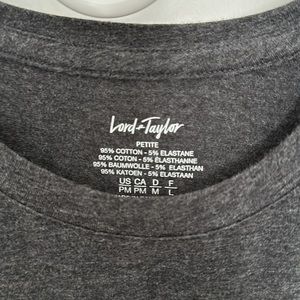 Lord & Taylor
PETITE
95% COTTON - 5% ELASTANE
95% COTON - 5% ÉLASTHANNE
95% BAUMWOLLE - 5% ELASTHAN
95% KATOEN - 5% ELASTAAN
US CA D F
PM PM M L